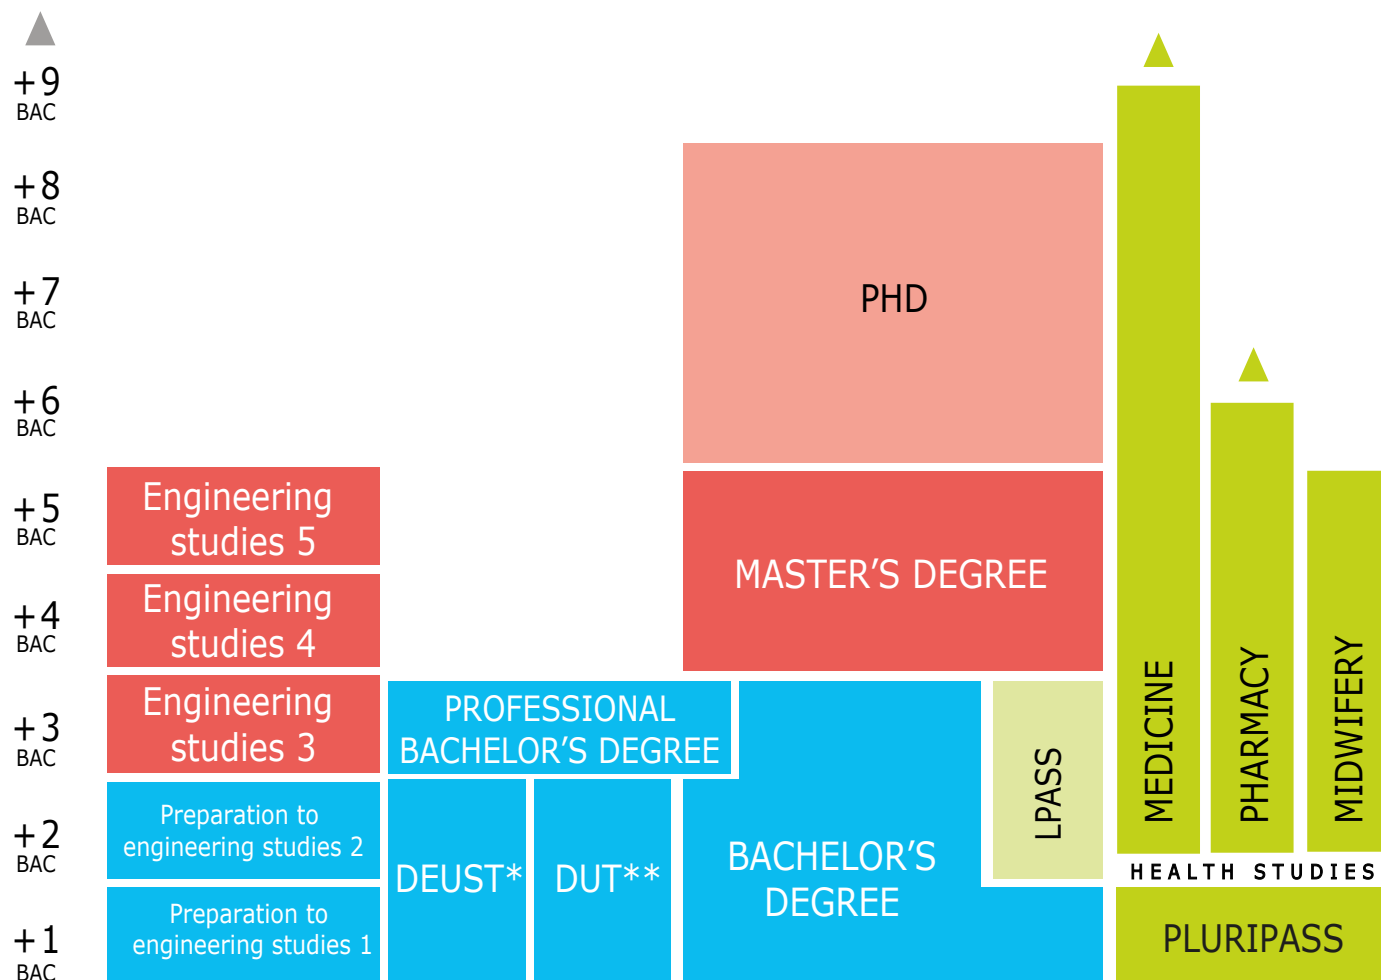 +9
BAC
+8
BAC
+7
BAC
+6
BAC
+5
BAC
+4
BAC
+3
BAC
+2
BAC
+1
BAC
Engineering
studies 5
Engineering
studies 4
Engineering
studies 3
Preparation to
engineering studies 2
Preparation to
engineering studies 1
PROFESSIONAL
BACHELOR'S DEGREE
DEUST*
DUT**
PHD
MASTER'S DEGREE
BACHELOR'S
DEGREE
LPASS
MEDICINE
PHARMACY
MIDWIFERY
HEALTH STUDIES
PLURIPASS